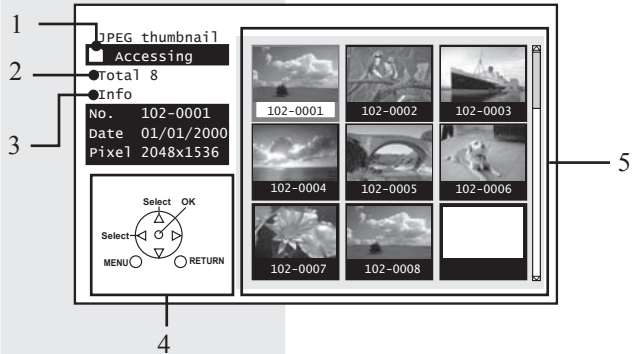 1
JPEG thumbnail
Accessing
2
Total 8
Info
3
No. 102-0001
Date 01/01/2000
Pixel 2048x1536
Select OK
Select
MENU RETURN
4
102-0001 102-0002 102-0003
102-0004 102-0005 102-0006
102-0007 102-0008
5